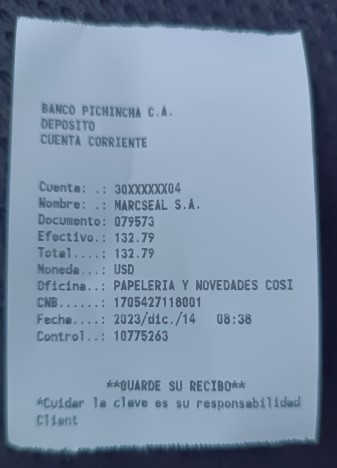 BANCO PICHINCHA C.A.
DEPOSITO
CUENTA CORRIENTE
Cuenta: .: 30XXXXXX04
Nombre: .: MARCSEAL S.A.
Documento: 079573
Efectivo.: 132.79
Total....: 132.79
Moneda...: USD
Oficina..: PAPELERIA Y NOVEDADES COSI
CNB......: 1705427118001
Fecha....: 2023/dic./14 08:38
Control..: 10775263
**GUARDE SU RECIBO**
*Cuidar la clave es su responsabilidad
Client